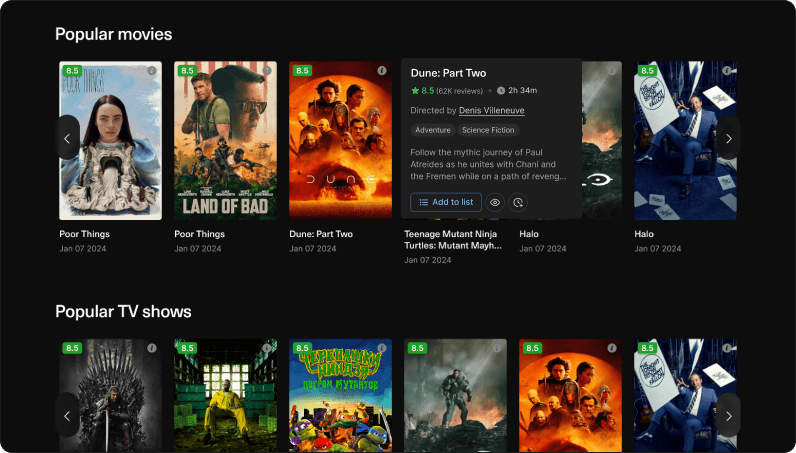 Popular movies
8.5
8.5
8.5
8.5
POOR THINGS
LAND OF BAD
DUNE
Dune: Part Two
8.5 (62K reviews) • 2h 34m
Directed by Denis Villeneuve
Adventure
Science Fiction
Follow the mythic journey of Paul
Atreides as he unites with Chani and
the Fremen while on a path of reveng...
Add to list
THE TONIGHT SHOW
Poor Things
Jan 07 2024
Poor Things
Jan 07 2024
Dune: Part Two
Jan 07 2024
Teenage Mutant Ninja
Turtles: Mutant Mayh...
Jan 07 2024
Halo
Jan 07 2024
Halo
Jan 07 2024
Popular TV shows
8.5
8.5
8.5
8.5
8.5
8.5
ЧЕРЕПАШКИ
НИНДЗЯ
ПОГРОМ МУТАНТОВ